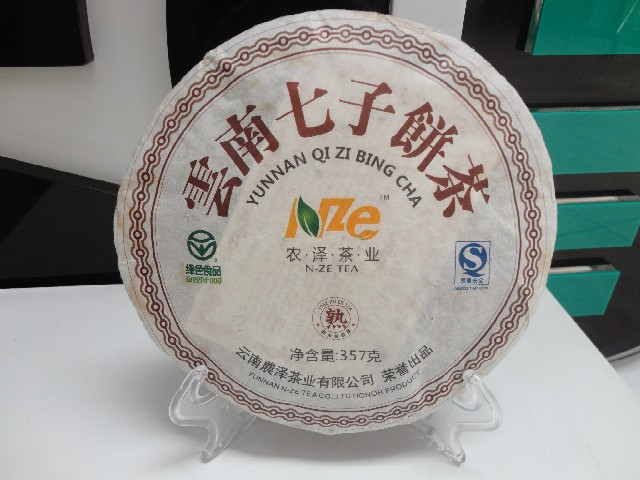 雲南七子餅茶
YUNNAN QI ZI BING CHA
NZe TM
农·泽·茶·业
N-ZE TEA
绿色食品
GreenFood
熟
净含量:357克
云南農泽茶业有限公司 荣誉出品
YUNNAN N-ZE TEA CO.,LTD HONOR PRODUCT